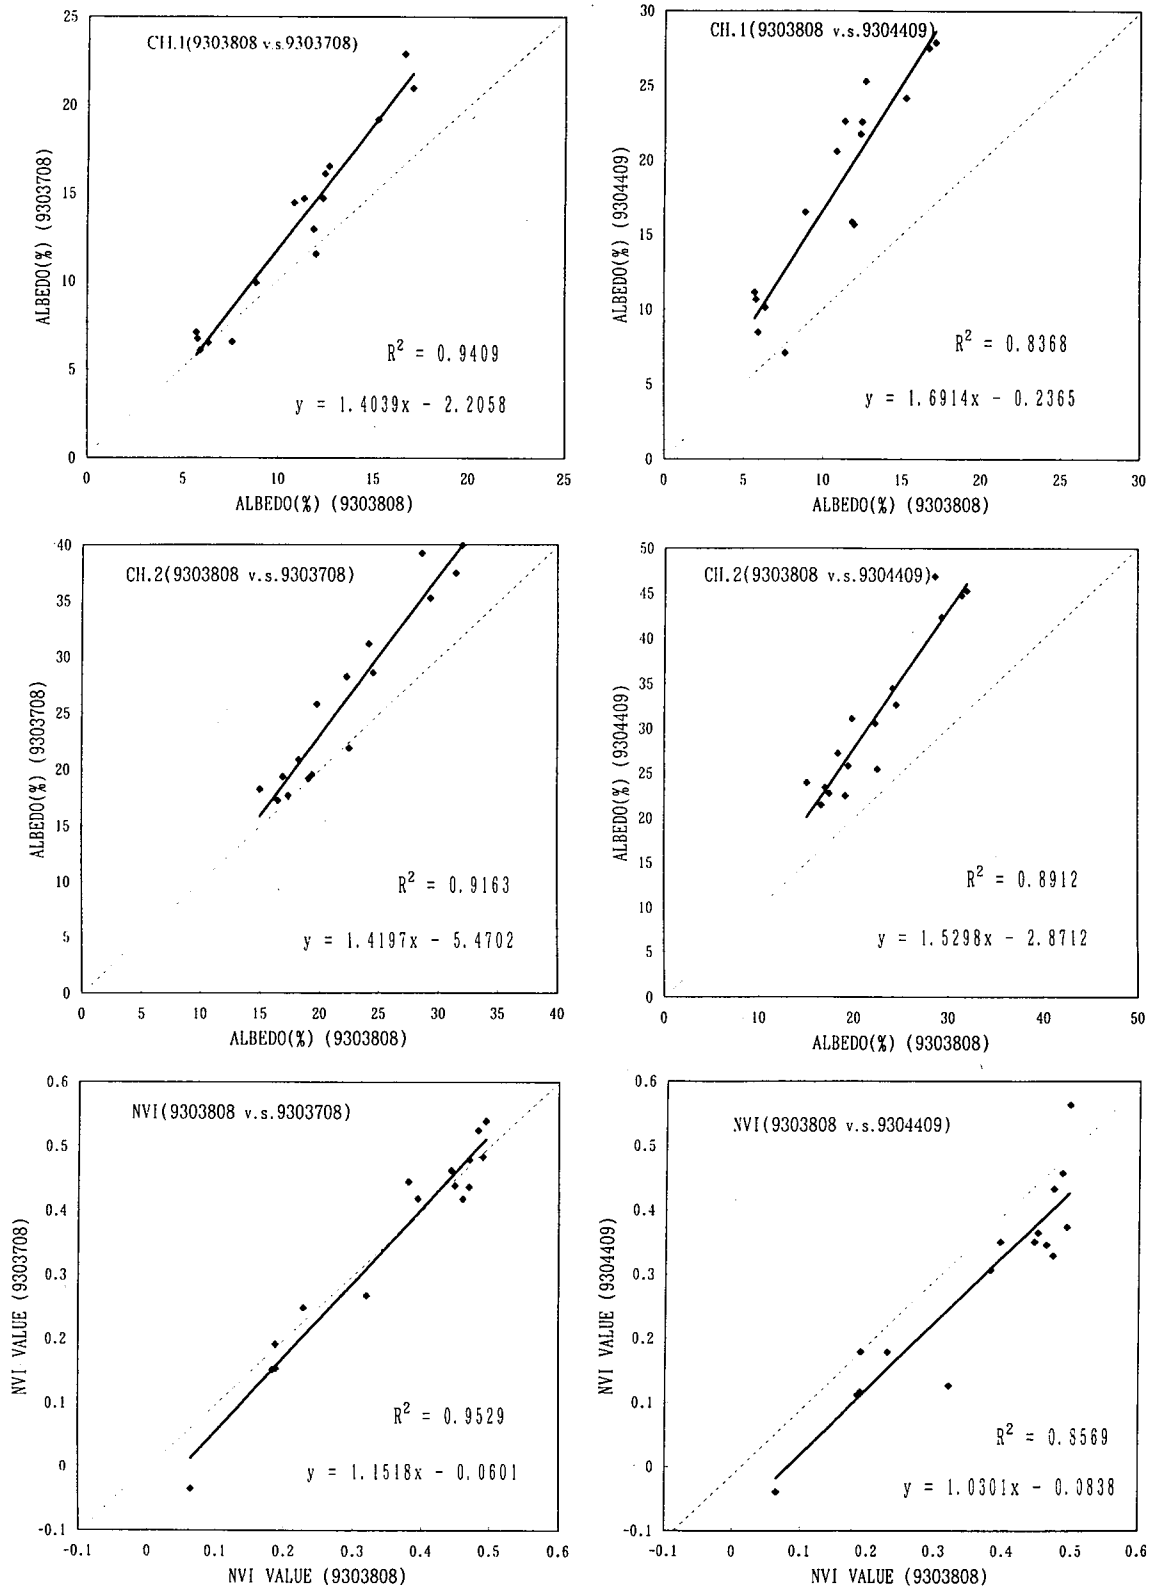 CH.1(9303808 v.s.9303708)
ALBEDO(%) (9303708)
25
20
15
10
5
0
R² = 0.9409
y = 1.4039x - 2.2058
0 5 10 15 20 25
ALBEDO(%) (9303808)
CH.1(9303808 v.s.9304409)
ALBEDO(%) (9304409)
30
25
20
15
10
5
0
R² = 0.8368
y = 1.6914x - 0.2365
0 5 10 15 20 25 30
ALBEDO(%) (9303808)
CH.2(9303808 v.s.9303708)
ALBEDO(%) (9303708)
40
35
30
25
20
15
10
5
0
R² = 0.9163
y = 1.4197x - 5.4702
0 5 10 15 20 25 30 35 40
ALBEDO(%) (9303808)
CH.2(9303808 v.s.9304409)
ALBEDO(%) (9304409)
50
45
40
35
30
25
20
15
10
5
0
R² = 0.8912
y = 1.5298x - 2.8712
0 10 20 30 40 50
ALBEDO(%) (9303808)
NVI(9303808 v.s.9303708)
NVI VALUE (9303708)
0.6
0.5
0.4
0.3
0.2
0.1
0
-0.1
R² = 0.9529
y = 1.1518x - 0.0601
-0.1 0 0.1 0.2 0.3 0.4 0.5 0.6
NVI VALUE (9303808)
NVI(9303808 v.s.9304409)
NVI VALUE (9304409)
0.6
0.5
0.4
0.3
0.2
0.1
0
-0.1
R² = 0.8569
y = 1.0301x - 0.0838
-0.1 0 0.1 0.2 0.3 0.4 0.5 0.6
NVI VALUE (9303808)